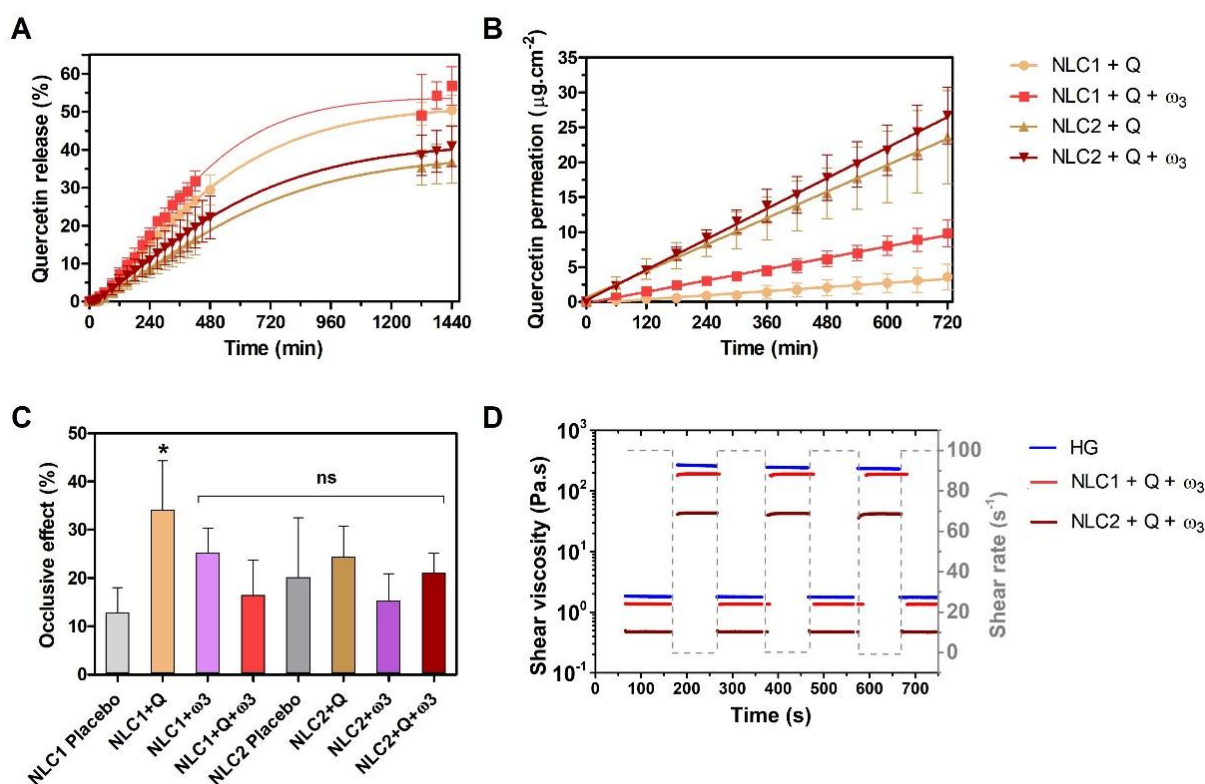 A
Quercetin release (%)
60
50
40
30
20
10
0
0 240 480 720 960 1200 1440
Time (min)
B
Quercetin permeation (μg.cm-2)
35
30
25
20
15
10
5
0
0 120 240 360 480 600 720
Time (min)
NLC1 + Q
NLC1 + Q + ω3
NLC2 + Q
NLC2 + Q + ω3
C
Occlusive effect (%)
50
40
30
20
10
0
*
ns
NLC1 Placebo
NLC1+Q
NLC1+ω3
NLC1+Q+ω3
NLC2 Placebo
NLC2+Q
NLC2+ω3
NLC2+Q+ω3
D
Shear viscosity (Pa.s)
103
102
101
100
10-1
0 100 200 300 400 500 600 700
Time (s)
100
80
60
40
20
0
Shear rate (s-1)
HG
NLC1 + Q + ω3
NLC2 + Q + ω3